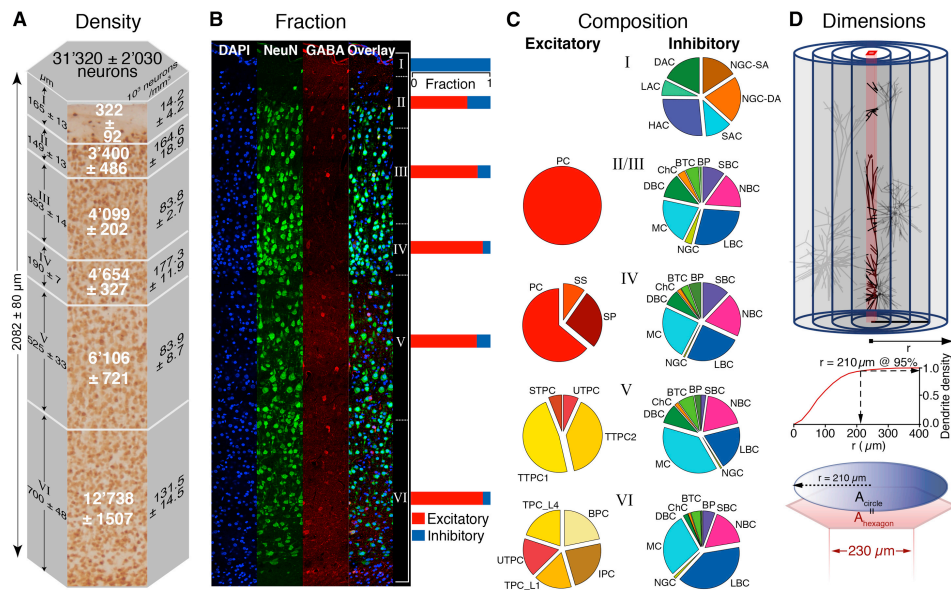 A
Density
31'320 ± 2'030
neurons
µm
10³ neurons
/mm³
2082 ± 80 µm
I
165 ± 13
322
±
92
14.2
± 4.2
II
149 ± 13
3'400
± 486
164.6
± 18.9
III
353 ± 14
4'099
± 202
83.8
± 2.7
IV
190 ± 7
4'654
± 327
177.3
± 11.9
V
525 ± 33
6'106
± 721
83.9
± 8.7
VI
700 ± 48
12'738
± 1507
131.5
± 14.5
B
Fraction
DAPI
NeuN
GABA
Overlay
I
Fraction
0
1
II
III
IV
V
VI
Excitatory
Inhibitory
C
Composition
Excitatory
Inhibitory
I
DAC
NGC-SA
LAC
NGC-DA
HAC
SAC
II/III
PC
BTC
BP
SBC
ChC
DBC
NBC
MC
LBC
NGC
IV
PC
SS
SP
BTC
BP
SBC
ChC
DBC
NBC
MC
LBC
NGC
V
STPC
UTPC
TTPC2
TTPC1
BTC
BP
SBC
ChC
DBC
NBC
MC
LBC
NGC
VI
TPC_L4
BPC
UTPC
IPC
TPC_L1
BTC
BP
SBC
ChC
DBC
NBC
MC
LBC
NGC
D
Dimensions
r
r = 210 µm @ 95%
1.0
0.5
0.0
Dendrite density
0
100
200
300
400
r ( µm)
r = 210 µm
A circle
=
A hexagon
230 µm